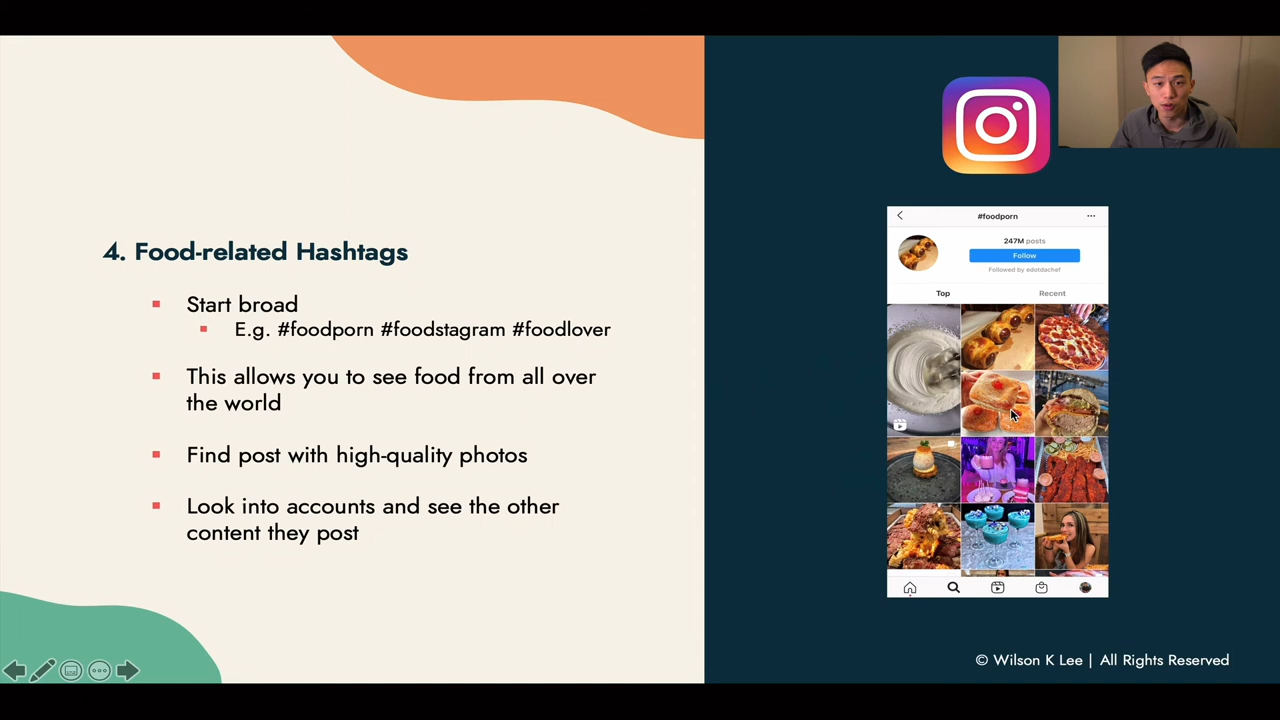 4. Food-related Hashtags
Start broad
E.g. #foodporn #foodstagram #foodlover
This allows you to see food from all over
the world
Find post with high-quality photos
Look into accounts and see the other
content they post
#foodporn
247M posts
Follow
Followed by edotdachef
Top
Recent
© Wilson K Lee | All Rights Reserved